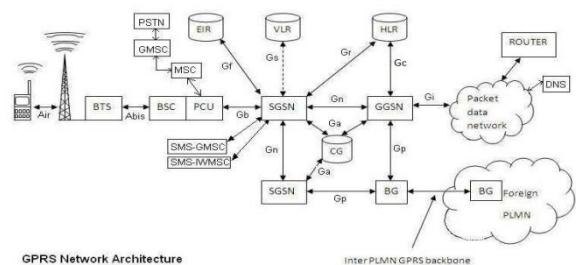 PSTN
EIR
VLR
HLR
ROUTER
GMSC
MSC
Gf
Gs
Gr
Gc
DNS
BTS
BSC
PCU
SGSN
GGSN
Air
Abis
Gb
Gn
Gi
Packet
data
network
Ga
CG
SMS-GMSC
SMS-IWMSC
Gn
Ga
Gp
SGSN
Gp
BG
BG
Foreign
PLMN
GPRS Network Architecture
Inter PLMN GPRS backbone